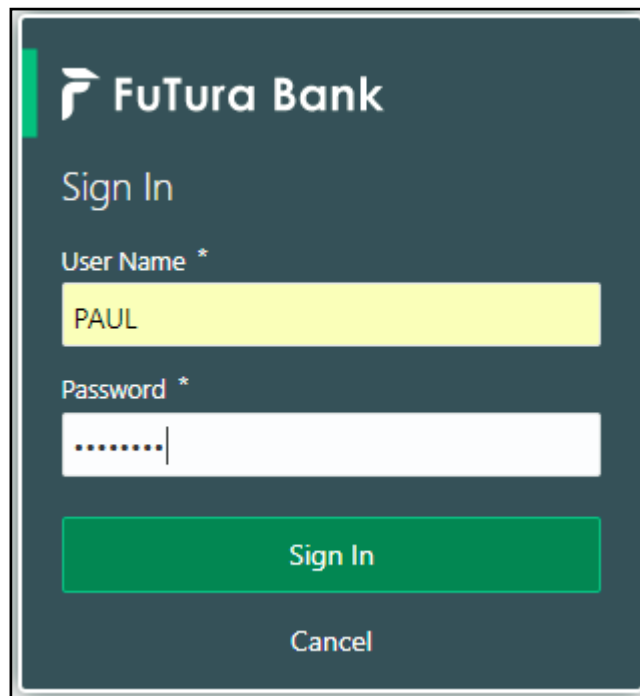 FuTura Bank
Sign In
User Name *
PAUL
Password *
••••••••
Sign In
Cancel